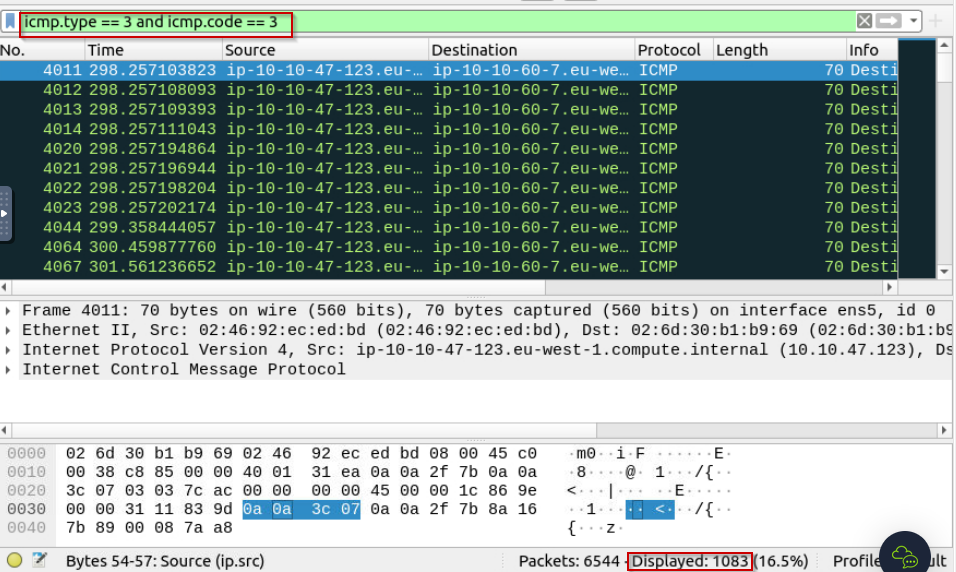 icmp.type == 3 and icmp.code == 3
No. Time Source Destination Protocol Length Info
4011 298.257103823 ip-10-10-47-123.eu-… ip-10-10-60-7.eu-we… ICMP 70 Desti
4012 298.257108093 ip-10-10-47-123.eu-… ip-10-10-60-7.eu-we… ICMP 70 Desti
4013 298.257109393 ip-10-10-47-123.eu-… ip-10-10-60-7.eu-we… ICMP 70 Desti
4014 298.257111043 ip-10-10-47-123.eu-… ip-10-10-60-7.eu-we… ICMP 70 Desti
4020 298.257194864 ip-10-10-47-123.eu-… ip-10-10-60-7.eu-we… ICMP 70 Desti
4021 298.257196944 ip-10-10-47-123.eu-… ip-10-10-60-7.eu-we… ICMP 70 Desti
4022 298.257198204 ip-10-10-47-123.eu-… ip-10-10-60-7.eu-we… ICMP 70 Desti
4023 298.257202174 ip-10-10-47-123.eu-… ip-10-10-60-7.eu-we… ICMP 70 Desti
4044 299.358444057 ip-10-10-47-123.eu-… ip-10-10-60-7.eu-we… ICMP 70 Desti
4064 300.459877760 ip-10-10-47-123.eu-… ip-10-10-60-7.eu-we… ICMP 70 Desti
4067 301.561236652 ip-10-10-47-123.eu-… ip-10-10-60-7.eu-we… ICMP 70 Desti
Frame 4011: 70 bytes on wire (560 bits), 70 bytes captured (560 bits) on interface ens5, id 0
Ethernet II, Src: 02:46:92:ec:ed:bd (02:46:92:ec:ed:bd), Dst: 02:6d:30:b1:b9:69 (02:6d:30:b1:b9
Internet Protocol Version 4, Src: ip-10-10-47-123.eu-west-1.compute.internal (10.10.47.123), Ds
Internet Control Message Protocol
0000 02 6d 30 b1 b9 69 02 46 92 ec ed bd 08 00 45 c0 ·m0··i·F ······E·
0010 00 38 c8 85 00 00 40 01 31 ea 0a 0a 2f 7b 0a 0a ·8····@· 1···/{··
0020 3c 07 03 03 7c ac 00 00 00 00 45 00 00 1c 86 9e <···|··· ··E·····
0030 00 00 31 11 83 9d 0a 0a 3c 07 0a 0a 2f 7b 8a 16 ··1····· <···/{··
0040 7b 89 00 08 7a a8 {···z·
Bytes 54-57: Source (ip.src) Packets: 6544 · Displayed: 1083 (16.5%) Profile ult